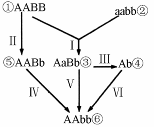 ①AABB aabb②
Ⅱ Ⅰ
⑤AABb AaBb③ Ⅲ Ab④
Ⅳ Ⅴ Ⅵ
AAbb⑥